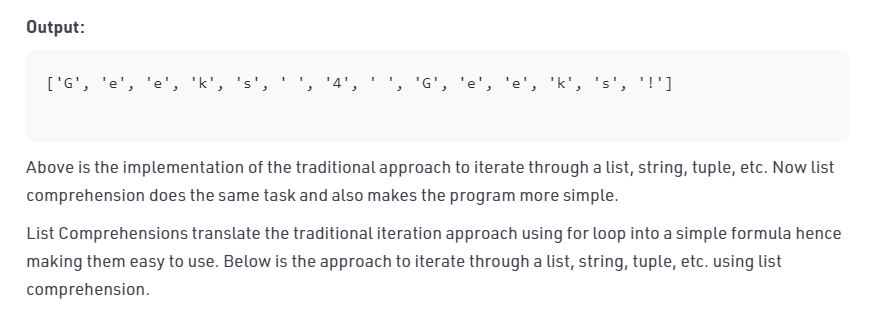 Output:
['G', 'e', 'e', 'k', 's', ' ', '4', ' ', 'G', 'e', 'e', 'k', 's', '!']
Above is the implementation of the traditional approach to iterate through a list, string, tuple, etc. Now list
comprehension does the same task and also makes the program more simple.
List Comprehensions translate the traditional iteration approach using for loop into a simple formula hence
making them easy to use. Below is the approach to iterate through a list, string, tuple, etc. using list
comprehension.